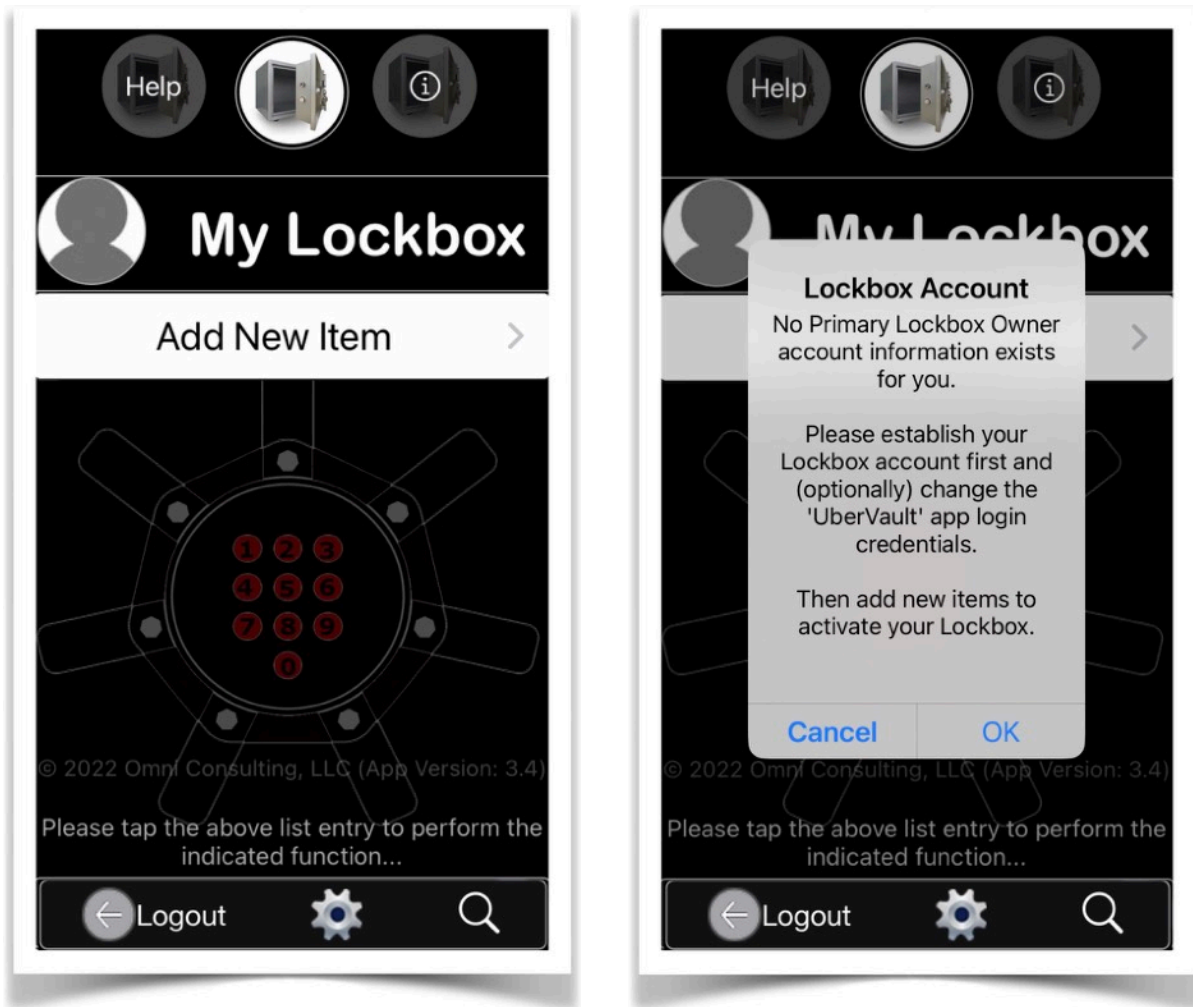 Help
My Lockbox
Add New Item
1 2 3
4 5 6
7 8 9
0
© 2022 Omni Consulting, LLC (App Version: 3.4)
Please tap the above list entry to perform the
indicated function...
Logout
Help
My Lockbox
Lockbox Account
No Primary Lockbox Owner
account information exists
for you.
Please establish your
Lockbox account first and
(optionally) change the
'UberVault' app login
credentials.
Then add new items to
activate your Lockbox.
Cancel OK
© 2022 Omni Consulting, LLC (App Version: 3.4)
Please tap the above list entry to perform the
indicated function...
Logout